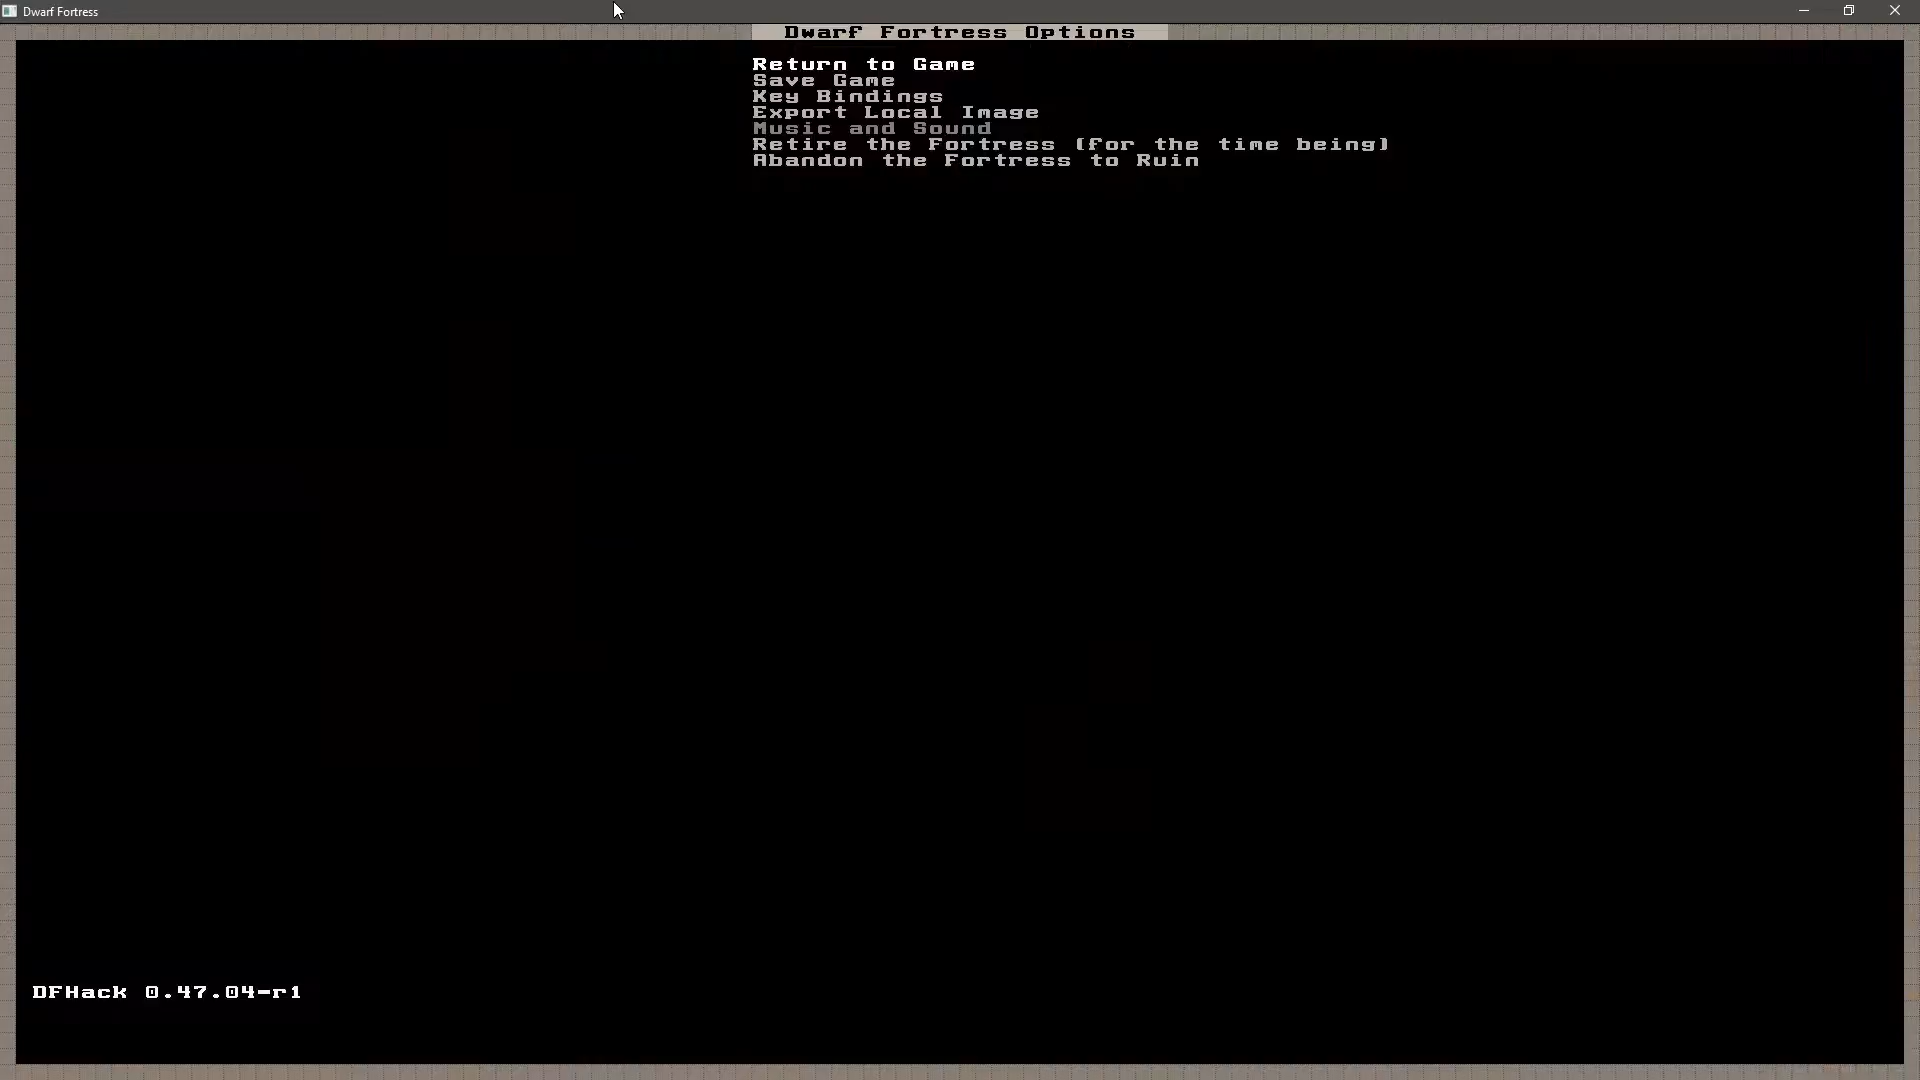 Dwarf Fortress
Dwarf Fortress Options
Return to Game
Save Game
Key Bindings
Export Local Image
Music and Sound
Retire the Fortress (for the time being)
Abandon the Fortress to Ruin
DFHack 0.47.04-r1